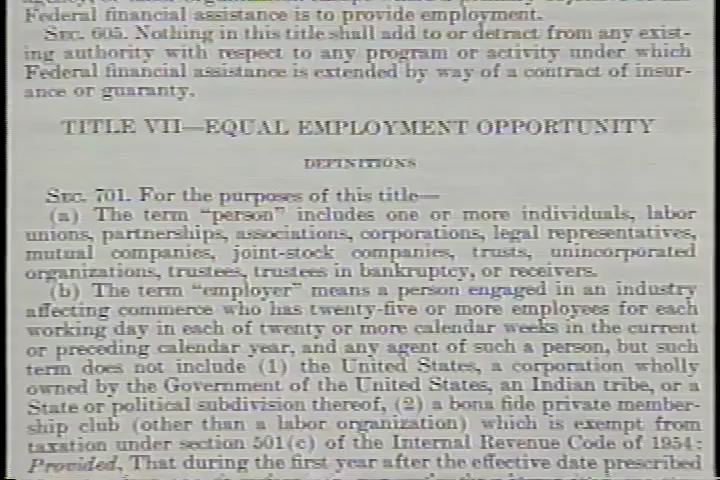 Federal financial assistance is to provide employment.
SEC. 605. Nothing in this title shall add to or detract from any exist-
ing authority with respect to any program or activity under which
Federal financial assistance is extended by way of a contract of insur-
ance or guaranty.
TITLE VII—EQUAL EMPLOYMENT OPPORTUNITY
DEFINITIONS
SEC. 701. For the purposes of this title—
(a) The term "person" includes one or more individuals, labor
unions, partnerships, associations, corporations, legal representatives,
mutual companies, joint-stock companies, trusts, unincorporated
organizations, trustees, trustees in bankruptcy, or receivers.
(b) The term "employer" means a person engaged in an industry
affecting commerce who has twenty-five or more employees for each
working day in each of twenty or more calendar weeks in the current
or preceding calendar year, and any agent of such a person, but such
term does not include (1) the United States, a corporation wholly
owned by the Government of the United States, an Indian tribe, or a
State or political subdivision thereof, (2) a bona fide private member-
ship club (other than a labor organization) which is exempt from
taxation under section 501(c) of the Internal Revenue Code of 1954:
Provided, That during the first year after the effective date prescribed